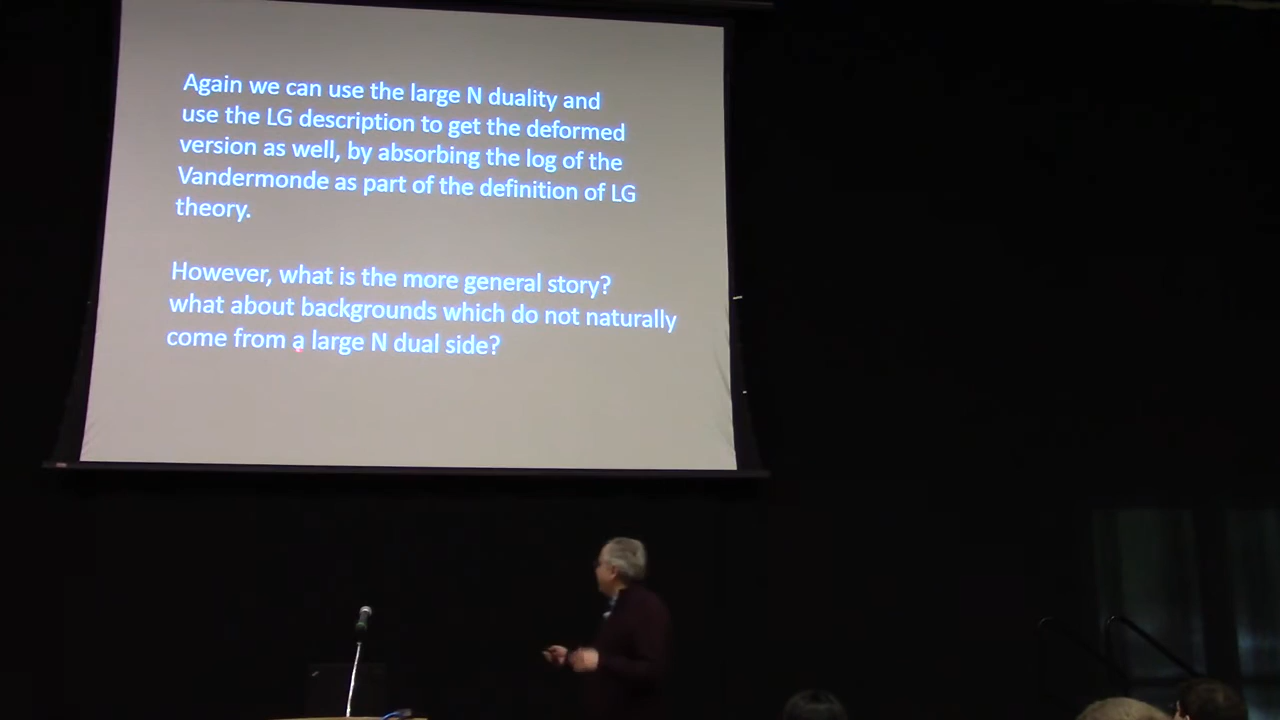 Again we can use the large N duality and
use the LG description to get the deformed
version as well, by absorbing the log of the
Vandermonde as part of the definition of LG
theory.
However, what is the more general story?
what about backgrounds which do not naturally
come from a large N dual side?